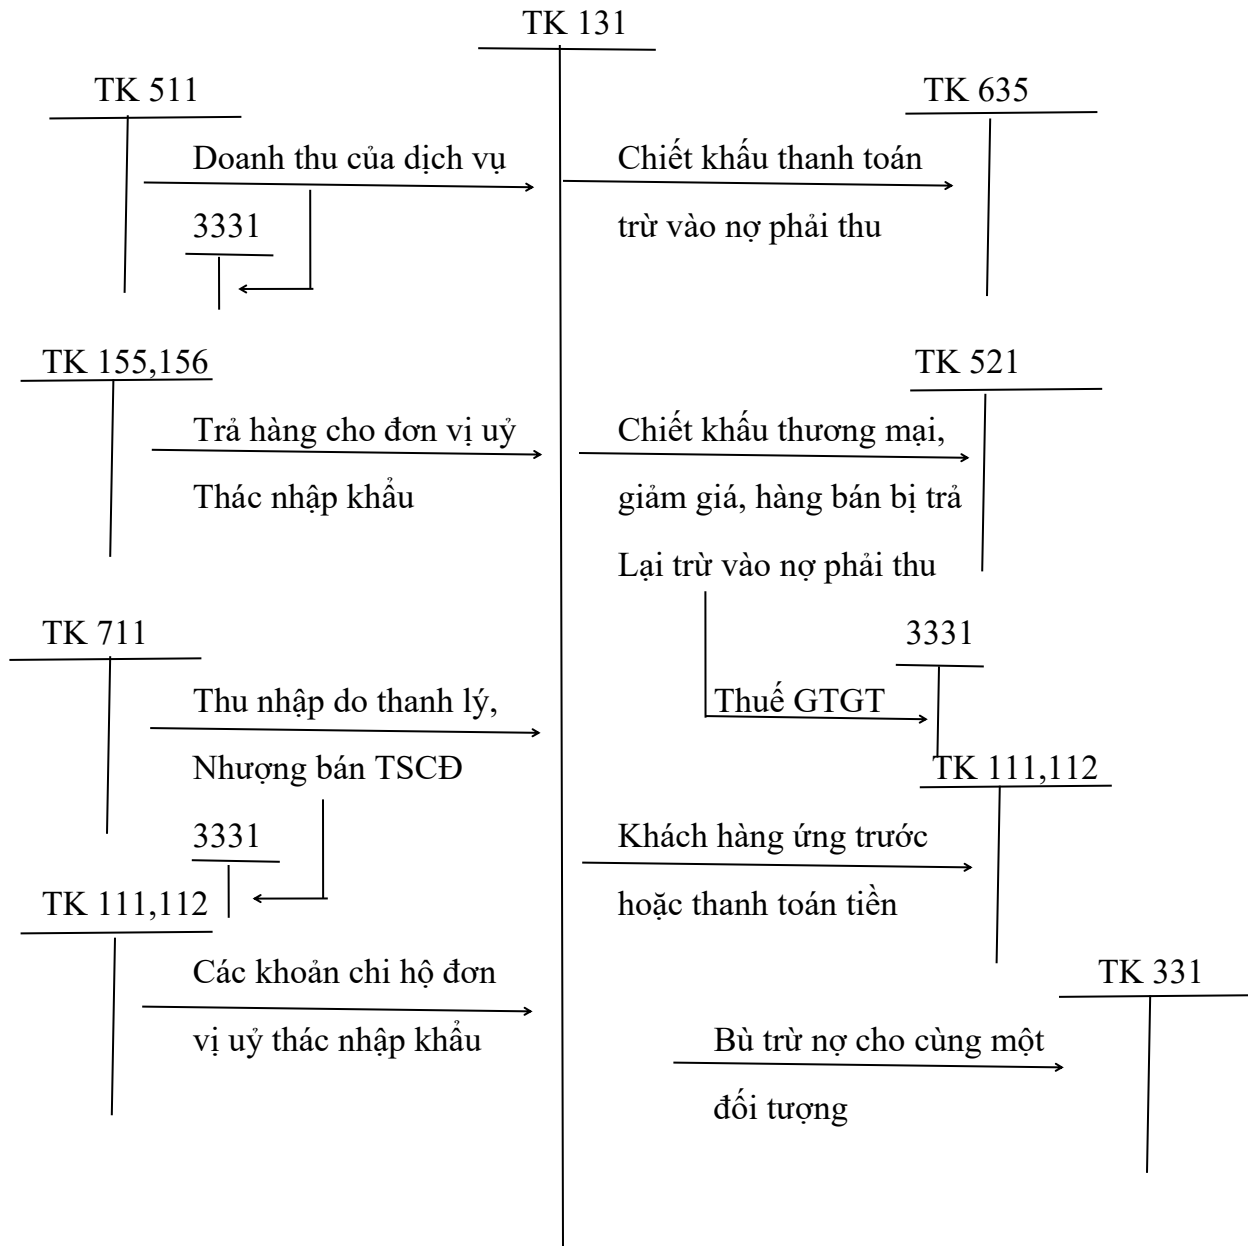 TK 131
TK 511
TK 635
Doanh thu của dịch vụ
Chiết khấu thanh toán
3331
trừ vào nợ phải thu
TK 155,156
TK 521
Trả hàng cho đơn vị uỷ
Chiết khấu thương mại,
Thác nhập khẩu
giảm giá, hàng bán bị trả
Lại trừ vào nợ phải thu
TK 711
3331
Thu nhập do thanh lý,
Thuế GTGT
Nhượng bán TSCĐ
TK 111,112
3331
Khách hàng ứng trước
TK 111,112
hoặc thanh toán tiền
Các khoản chi hộ đơn
TK 331
vị uỷ thác nhập khẩu
Bù trừ nợ cho cùng một
đối tượng